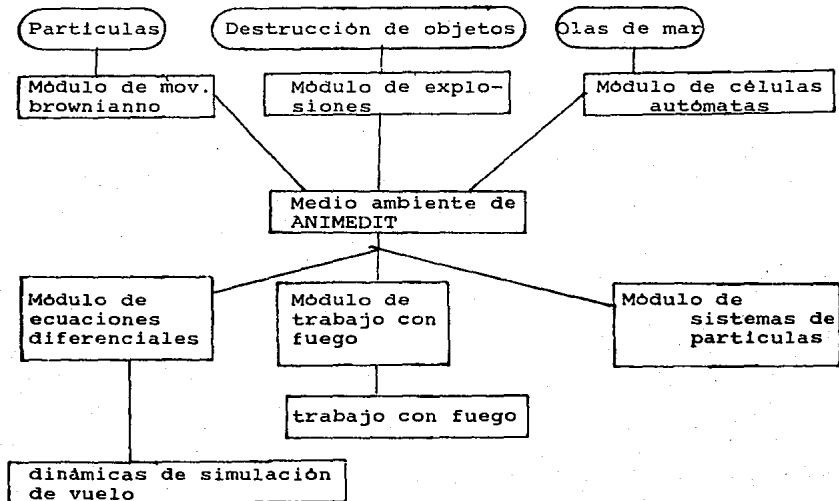 Particulas
Destrucción de objetos
Olas de mar
Módulo de mov.
brownianno
Módulo de explo-
siones
Módulo de células
autómatas
Medio ambiente de
ANIMEDIT
Módulo de
ecuaciones
diferenciales
Módulo de
trabajo con
fuego
Módulo de
sistemas de
particulas
trabajo con fuego
dinámicas de simulación
de vuelo